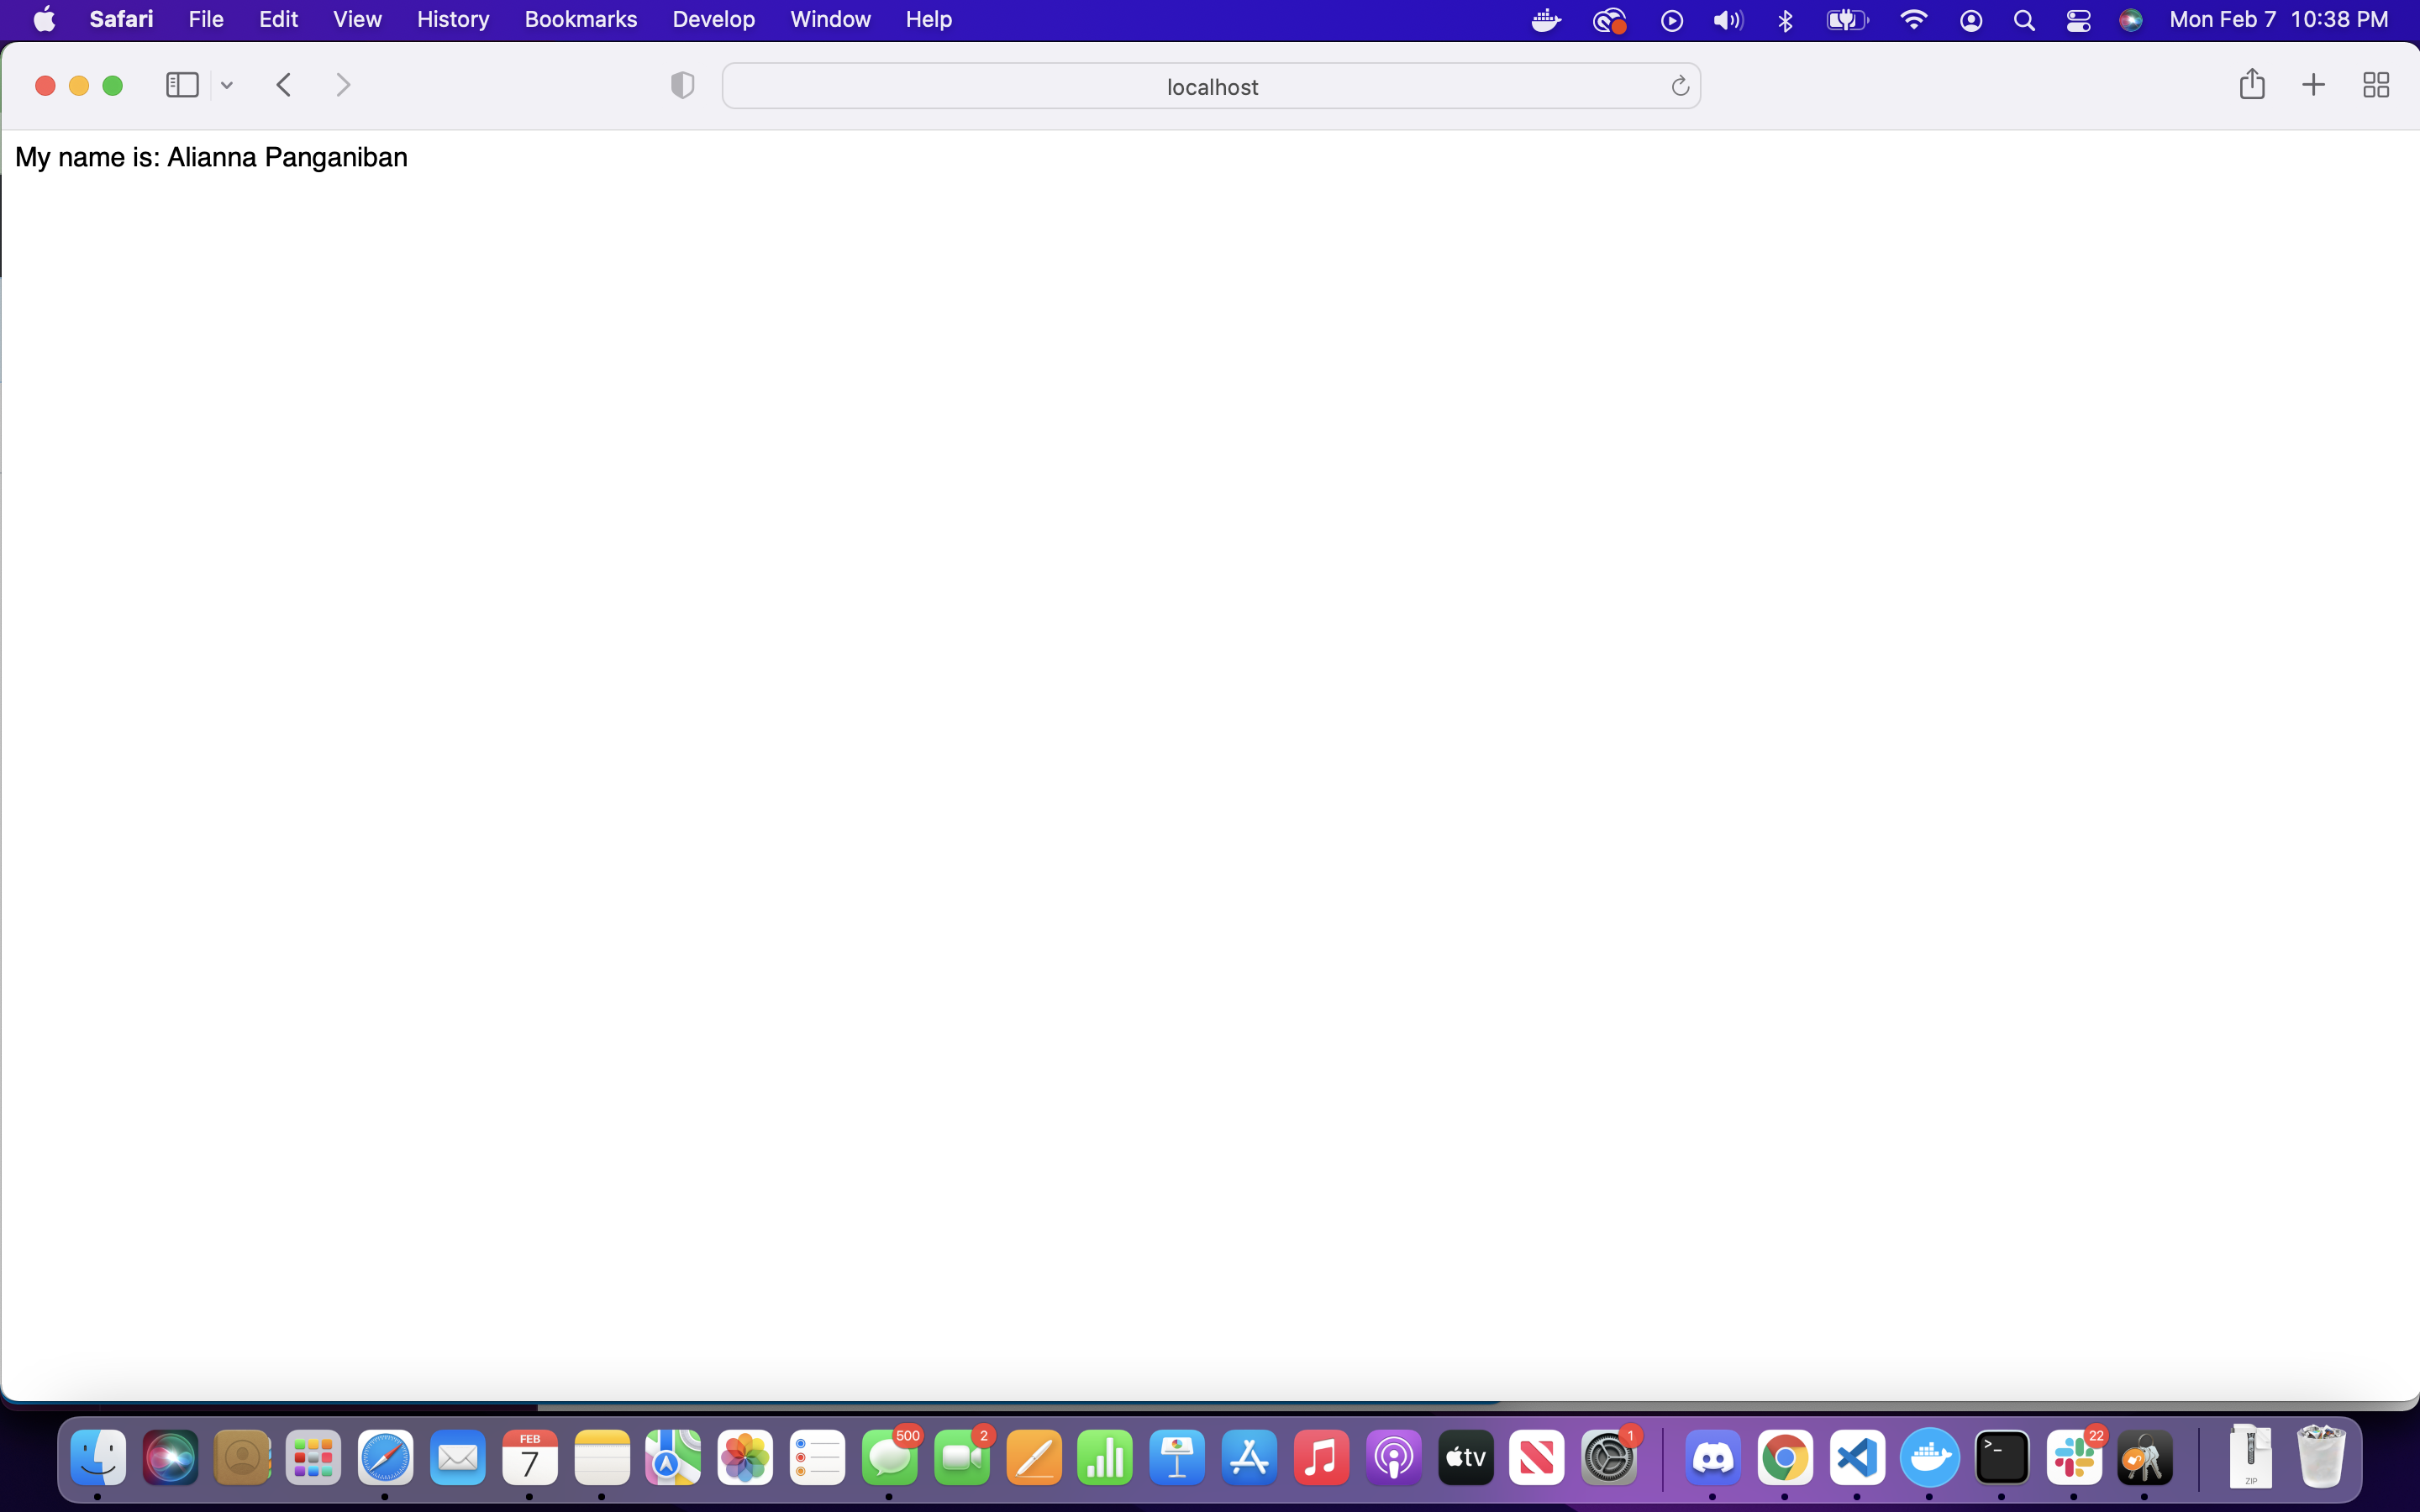 Safari File Edit View History Bookmarks Develop Window Help Mon Feb 7 10:38 PM
localhost
My name is: Alianna Panganiban
500 2 1 22
FEB
7
tv
>_
ZIP